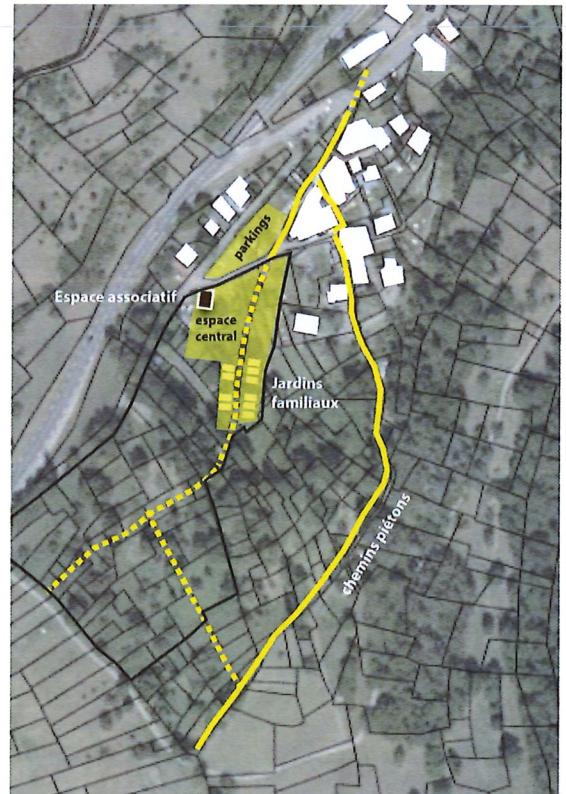 parkings
Espace associatif
espace
central
Jardins
familiaux
chemins piétons